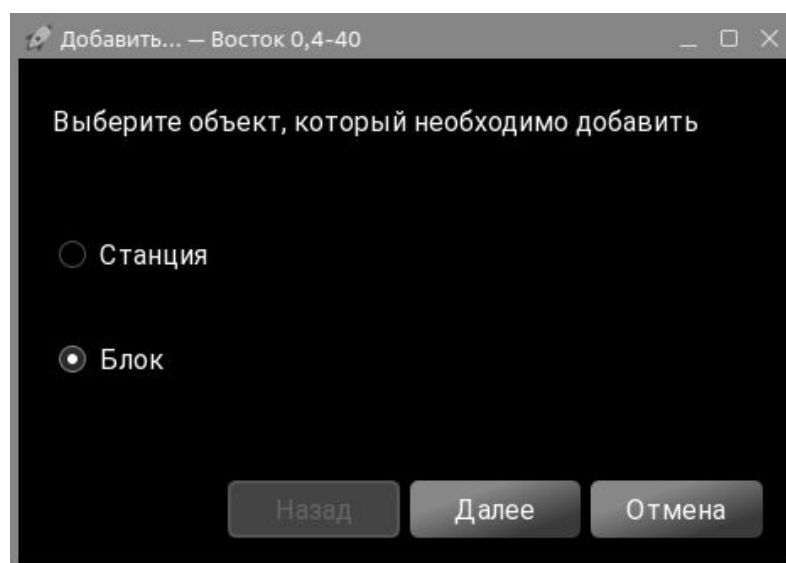 Добавить... — Восток 0,4-40
Выберите объект, который необходимо добавить
Станция
Блок
Назад Далее Отмена